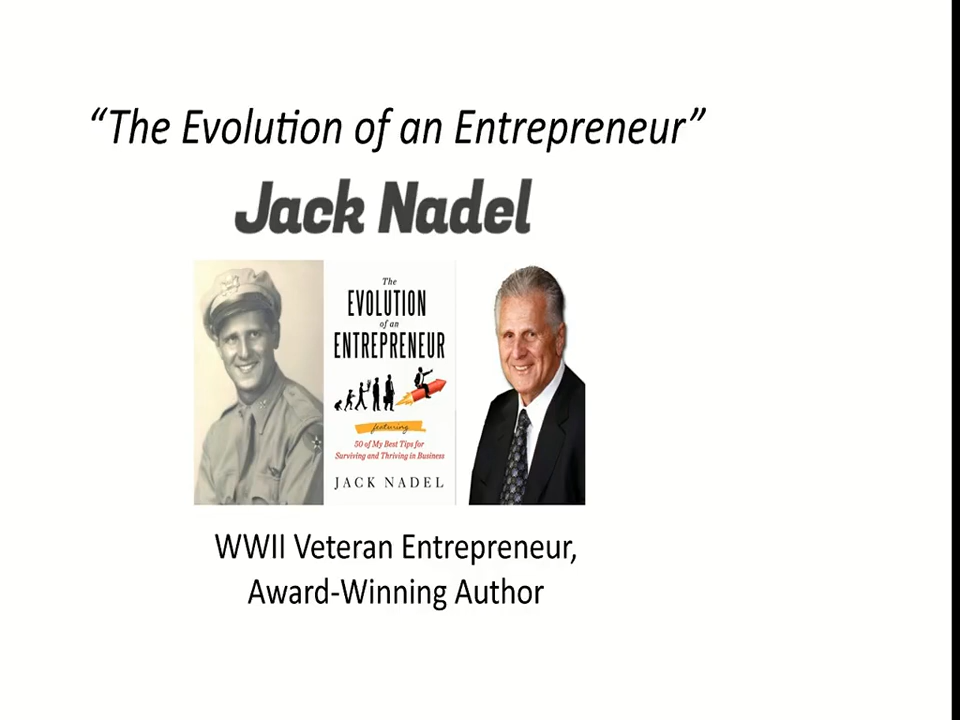 “The Evolution of an Entrepreneur”
Jack Nadel
The
EVOLUTION
of an
ENTREPRENEUR
featuring
50 of My Best Tips for
Surviving and Thriving in Business
JACK NADEL
WWII Veteran Entrepreneur,
Award-Winning Author